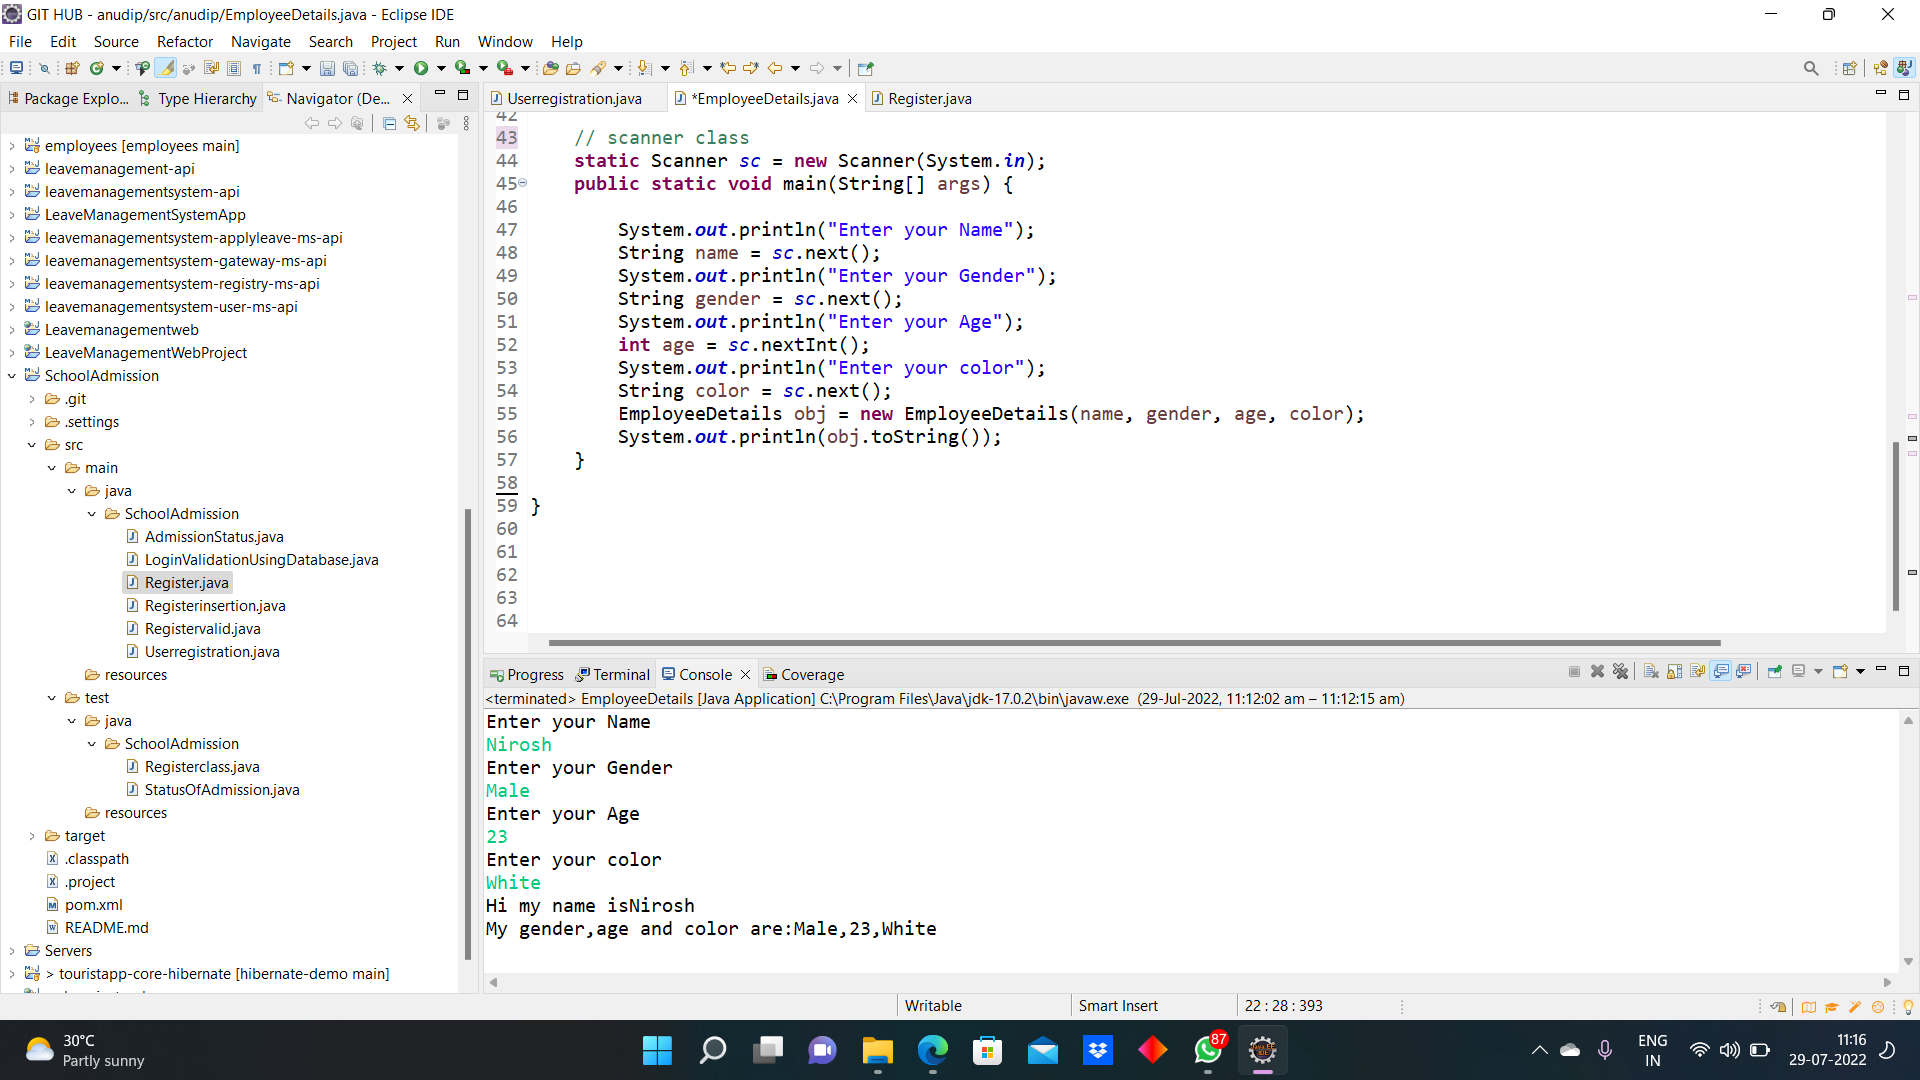 GIT HUB - anudip/src/anudip/EmployeeDetails.java - Eclipse IDE
File Edit Source Refactor Navigate Search Project Run Window Help
Package Explo... Type Hierarchy Navigator (De...
employees [employees main]
leavemanagement-api
leavemanagementsystem-api
LeaveManagementSystemApp
leavemanagementsystem-applyleave-ms-api
leavemanagementsystem-gateway-ms-api
leavemanagementsystem-registry-ms-api
leavemanagementsystem-user-ms-api
Leavemanagementweb
LeaveManagementWebProject
SchoolAdmission
.git
.settings
src
main
java
SchoolAdmission
AdmissionStatus.java
LoginValidationUsingDatabase.java
Register.java
Registerinsertion.java
Registervalid.java
Userregistration.java
resources
test
java
SchoolAdmission
Registerclass.java
StatusOfAdmission.java
resources
target
.classpath
.project
pom.xml
README.md
Servers
> touristapp-core-hibernate [hibernate-demo main]
Userregistration.java *EmployeeDetails.java Register.java
42
43 // scanner class
44 static Scanner sc = new Scanner(System.in);
45 public static void main(String[] args) {
46
47 System.out.println("Enter your Name");
48 String name = sc.next();
49 System.out.println("Enter your Gender");
50 String gender = sc.next();
51 System.out.println("Enter your Age");
52 int age = sc.nextInt();
53 System.out.println("Enter your color");
54 String color = sc.next();
55 EmployeeDetails obj = new EmployeeDetails(name, gender, age, color);
56 System.out.println(obj.toString());
57 }
58
59 }
60
61
62
63
64
Progress Terminal Console Coverage
<terminated> EmployeeDetails [Java Application] C:\Program Files\Java\jdk-17.0.2\bin\javaw.exe (29-Jul-2022, 11:12:02 am – 11:12:15 am)
Enter your Name
Nirosh
Enter your Gender
Male
Enter your Age
23
Enter your color
White
Hi my name isNirosh
My gender,age and color are:Male,23,White
Writable Smart Insert 22 : 28 : 393
30°C
Partly sunny
87
ENG
IN
11:16
29-07-2022